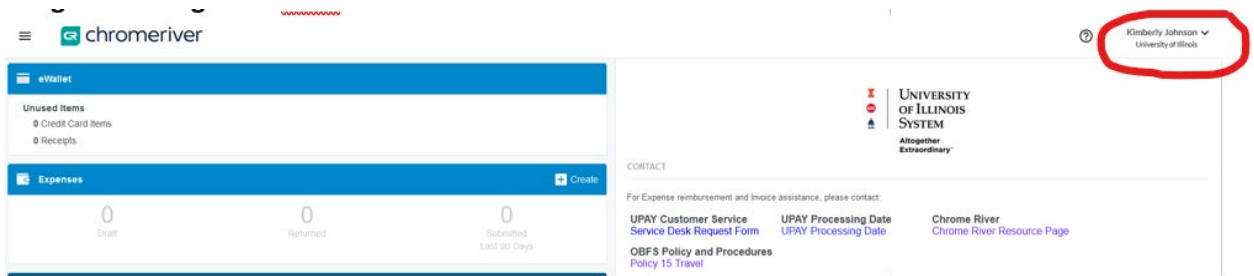 chromeriver
Kimberly Johnson
University of Illinois
eWallet
Unused Items
0 Credit Card Items
0 Receipts
Expenses
Create
0
Draft
0
Returned
0
Submitted
Last 90 Days
UNIVERSITY
OF ILLINOIS
SYSTEM
Altogether
Extraordinary™
CONTACT
For Expense reimbursement and Invoice assistance, please contact:
UPAY Customer Service
Service Desk Request Form
UPAY Processing Date
UPAY Processing Date
Chrome River
Chrome River Resource Page
OBFS Policy and Procedures
Policy 15 Travel